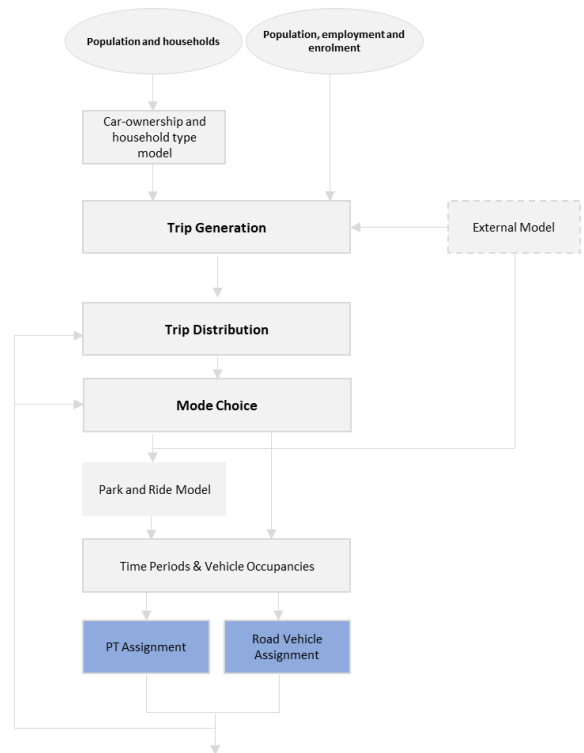 Population and households
Population, employment and
enrolment
Car-ownership and
household type
model
Trip Generation
External Model
Trip Distribution
Mode Choice
Park and Ride Model
Time Periods & Vehicle Occupancies
PT Assignment
Road Vehicle
Assignment